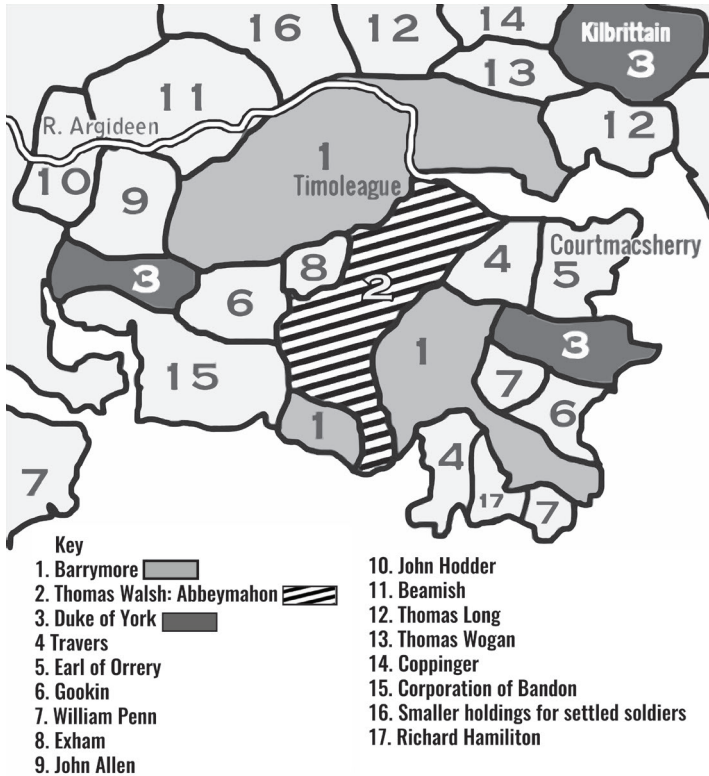 16
12
14
Kilbrittain
3
13
11
12
R. Argideen
1
Timoleague
10
9
Courtmacsherry
8
4
5
3
6
2
1
3
15
7
1
6
4
7
17
7
Key
1. Barrymore
2. Thomas Walsh: Abbeymahon
3. Duke of York
4 Travers
5. Earl of Orrery
6. Gookin
7. William Penn
8. Exham
9. John Allen
10. John Hodder
11. Beamish
12. Thomas Long
13. Thomas Wogan
14. Coppinger
15. Corporation of Bandon
16. Smaller holdings for settled soldiers
17. Richard Hamiliton